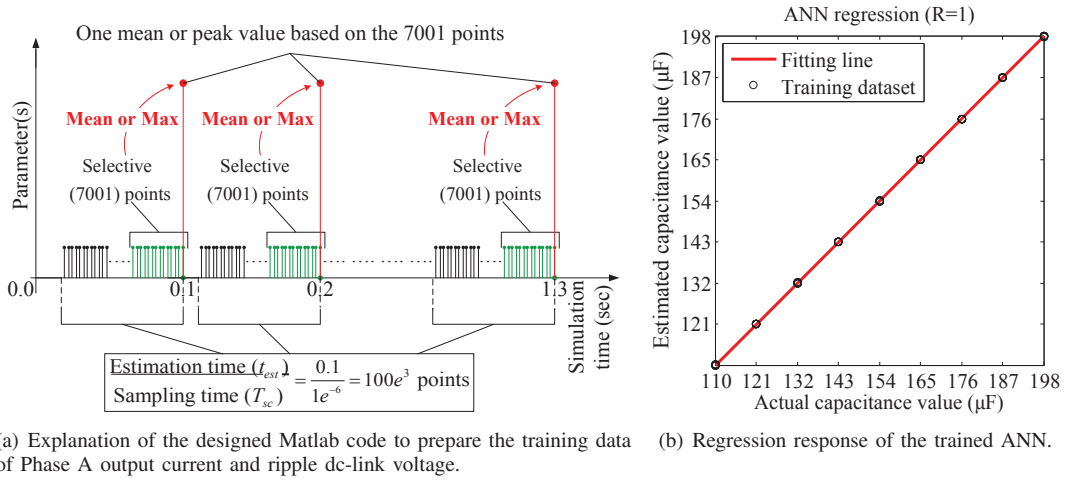 One mean or peak value based on the 7001 points
Parameter(s)
Mean or Max
Mean or Max
Mean or Max
Selective
(7001) points
Selective
(7001) points
Selective
(7001) points
0.0
0.1
0.2
1.3
Simulation
time (sec)
Estimation time (t_est) / Sampling time (T_sc) = 0.1 / 1e^-6 = 100e^3 points
(a) Explanation of the designed Matlab code to prepare the training data
of Phase A output current and ripple dc-link voltage.
ANN regression (R=1)
Fitting line
Training dataset
Estimated capacitance value (μF)
198
187
176
165
154
143
132
121
110 121 132 143 154 165 176 187 198
Actual capacitance value (μF)
(b) Regression response of the trained ANN.